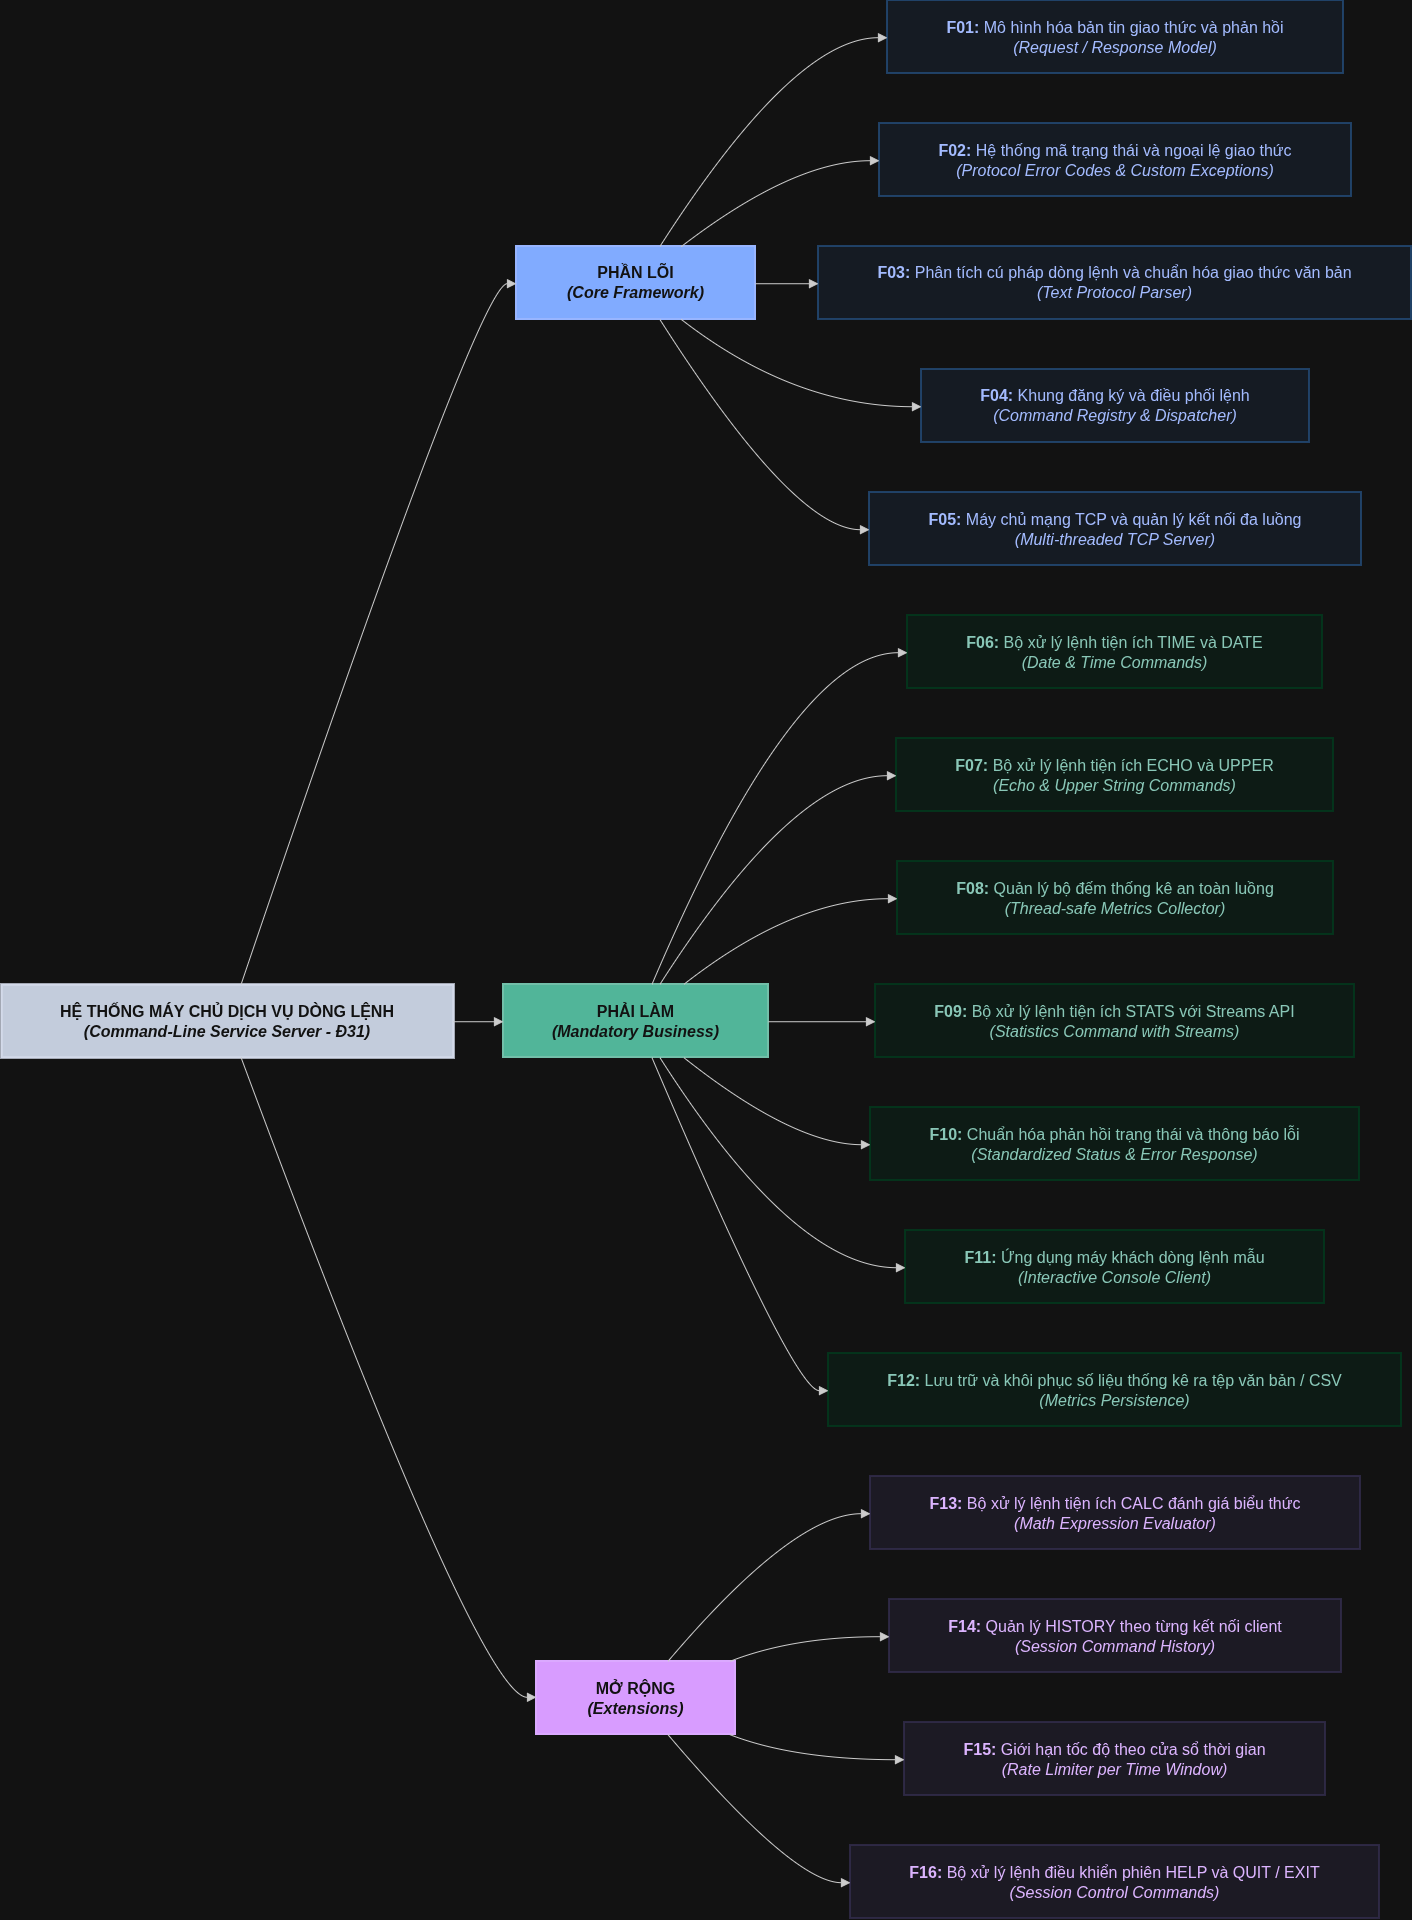 HỆ THỐNG MÁY CHỦ DỊCH VỤ DÒNG LỆNH
(Command-Line Service Server - Đ31)
PHẦN LÕI
(Core Framework)
F01: Mô hình hóa bản tin giao thức và phản hồi
(Request / Response Model)
F02: Hệ thống mã trạng thái và ngoại lệ giao thức
(Protocol Error Codes & Custom Exceptions)
F03: Phân tích cú pháp dòng lệnh và chuẩn hóa giao thức văn bản
(Text Protocol Parser)
F04: Khung đăng ký và điều phối lệnh
(Command Registry & Dispatcher)
F05: Máy chủ mạng TCP và quản lý kết nối đa luồng
(Multi-threaded TCP Server)
PHẢI LÀM
(Mandatory Business)
F06: Bộ xử lý lệnh tiện ích TIME và DATE
(Date & Time Commands)
F07: Bộ xử lý lệnh tiện ích ECHO và UPPER
(Echo & Upper String Commands)
F08: Quản lý bộ đếm thống kê an toàn luồng
(Thread-safe Metrics Collector)
F09: Bộ xử lý lệnh tiện ích STATS với Streams API
(Statistics Command with Streams)
F10: Chuẩn hóa phản hồi trạng thái và thông báo lỗi
(Standardized Status & Error Response)
F11: Ứng dụng máy khách dòng lệnh mẫu
(Interactive Console Client)
F12: Lưu trữ và khôi phục số liệu thống kê ra tệp văn bản / CSV
(Metrics Persistence)
MỞ RỘNG
(Extensions)
F13: Bộ xử lý lệnh tiện ích CALC đánh giá biểu thức
(Math Expression Evaluator)
F14: Quản lý HISTORY theo từng kết nối client
(Session Command History)
F15: Giới hạn tốc độ theo cửa sổ thời gian
(Rate Limiter per Time Window)
F16: Bộ xử lý lệnh điều khiển phiên HELP và QUIT / EXIT
(Session Control Commands)